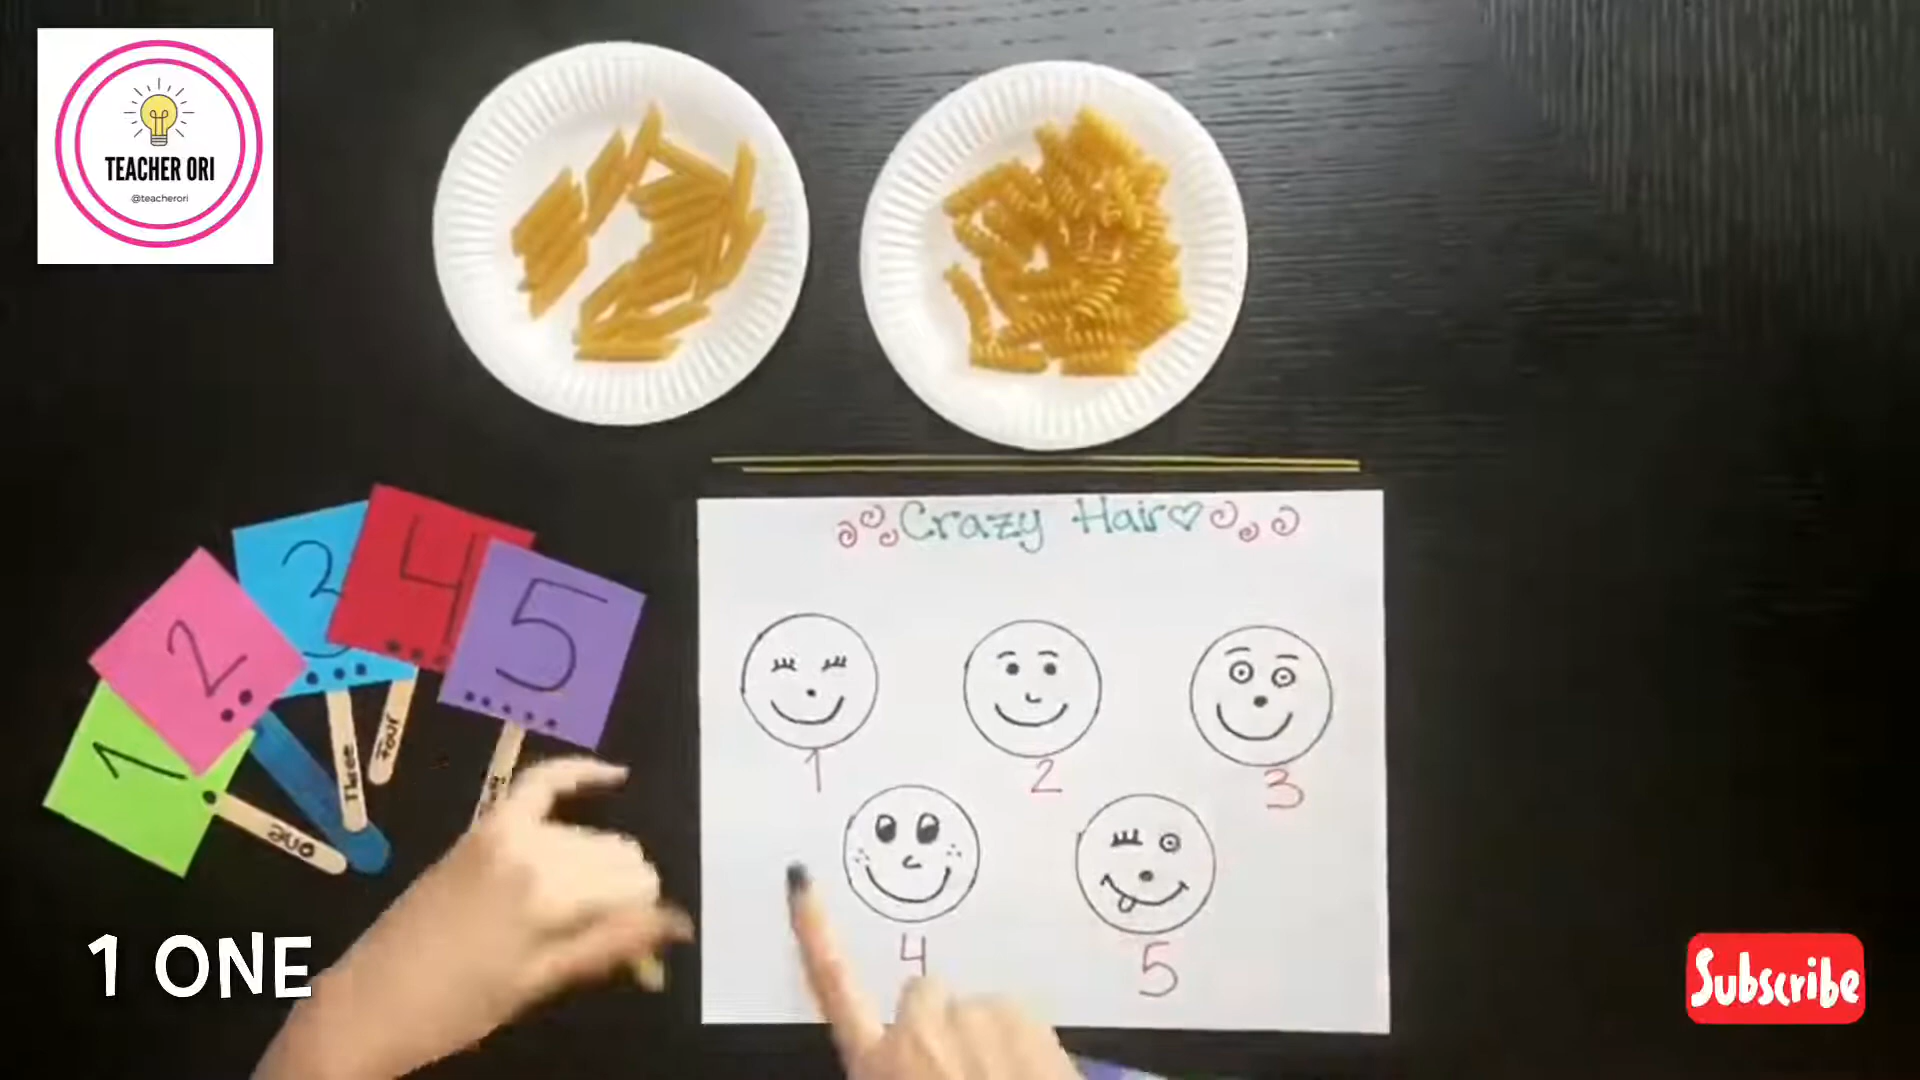 TEACHER ORI
@teacherori
Crazy Hair
1
2
3
4
5
1
2
3
4
5
one
Three
four
1 ONE
Subscribe